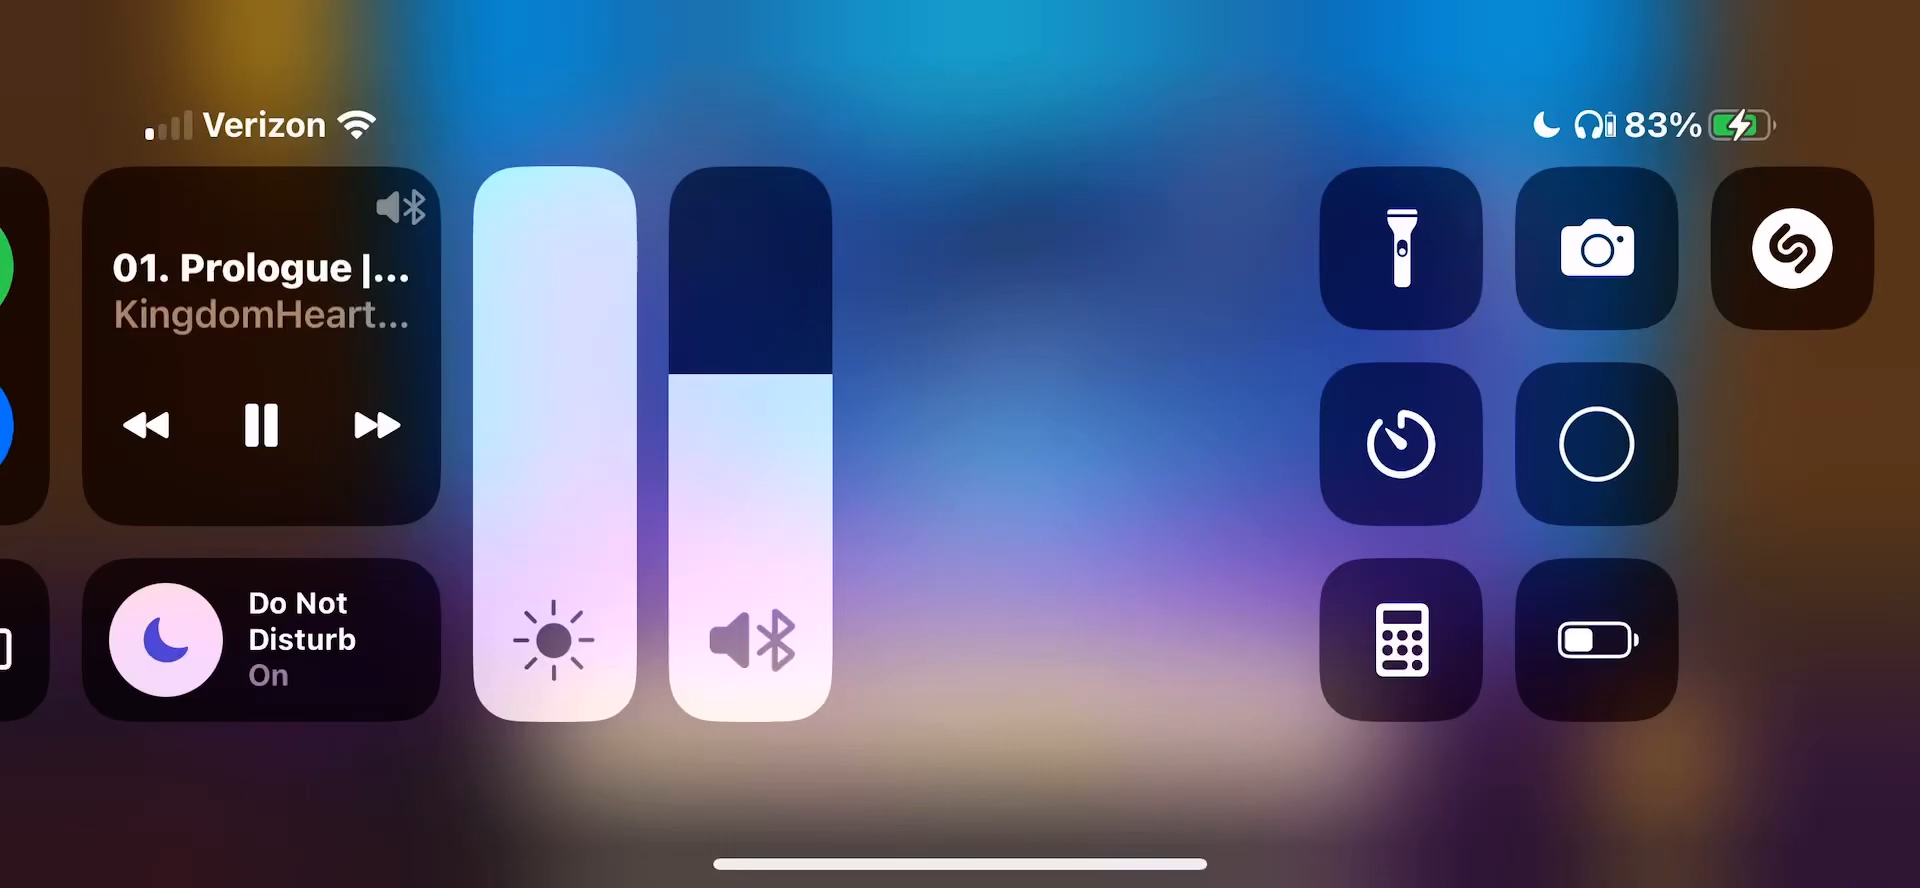 Verizon
83%
01. Prologue |...
KingdomHeart...
Do Not
Disturb
On